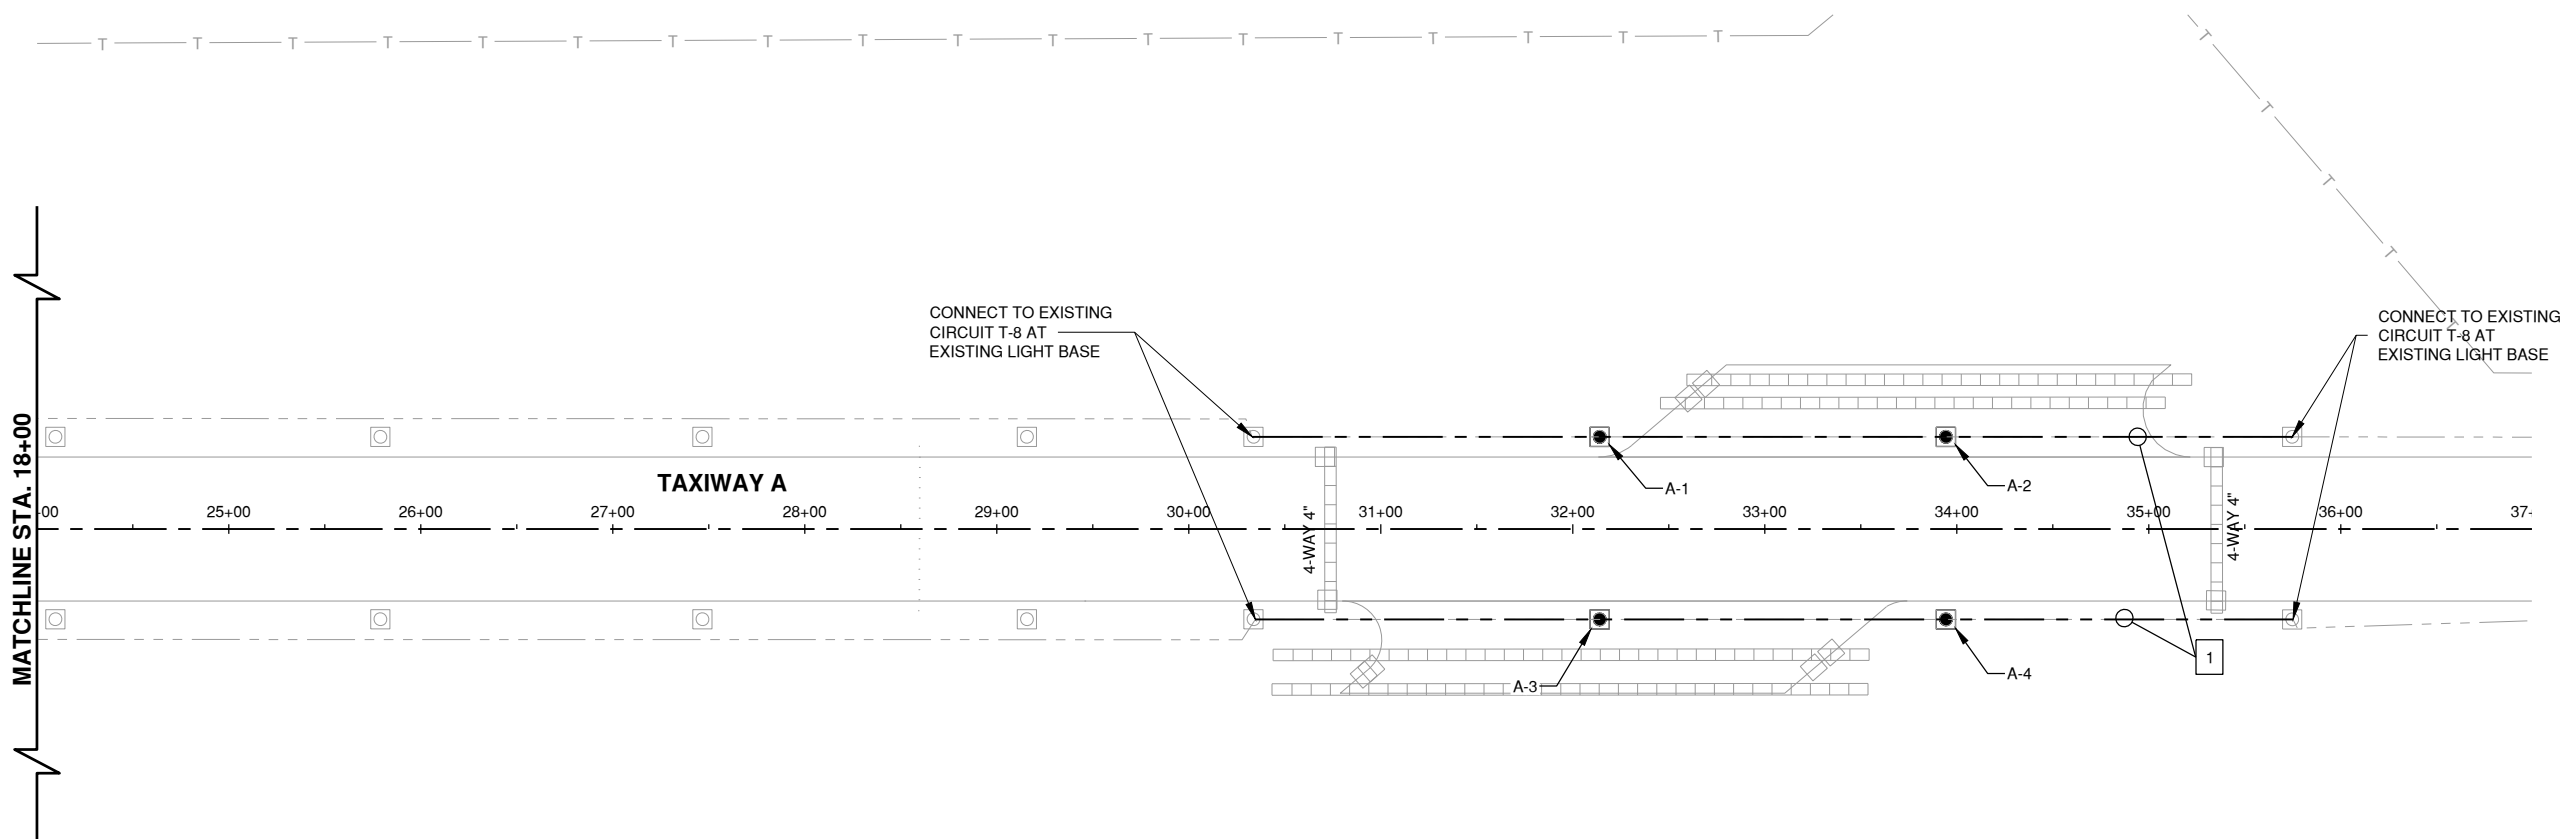 T T T T T T T T T T T T T T T T T T T
T
T
T
T
CONNECT TO EXISTING
CIRCUIT T-8 AT
EXISTING LIGHT BASE
CONNECT TO EXISTING
CIRCUIT T-8 AT
EXISTING LIGHT BASE
MATCHLINE STA. 18+00
TAXIWAY A
A-1
A-2
00 25+00 26+00 27+00 28+00 29+00 30+00 31+00 32+00 33+00 34+00 35+00 36+00 37+
4-WAY 4"
4-WAY 4"
A-3
A-4
1